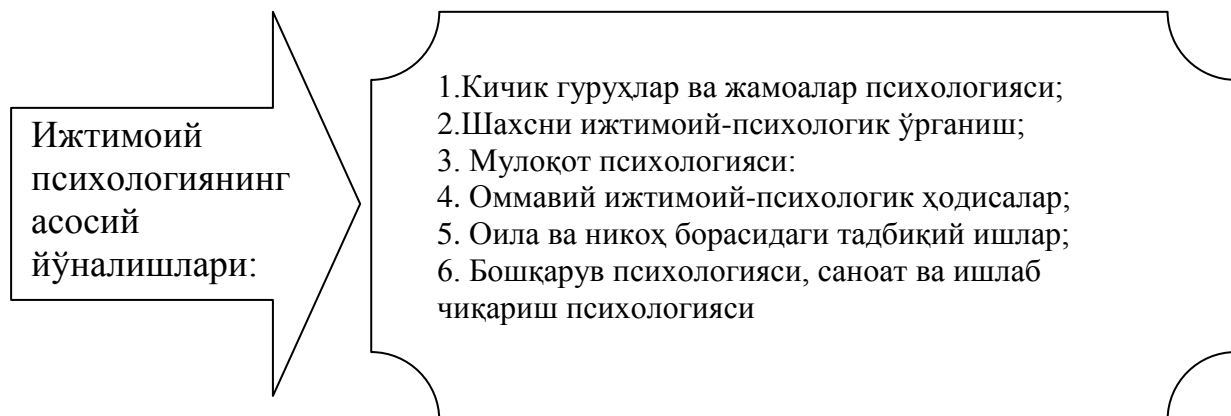 Ижтимоий
психологиянинг
асосий
йўналишлари:
1.Кичик гуруҳлар ва жамоалар психологияси;
2.Шахсни ижтимоий-психологик ўрганиш;
3. Мулоқот психологияси:
4. Оммавий ижтимоий-психологик ҳодисалар;
5. Оила ва никоҳ борасидаги тадбиқий ишлар;
6. Бошқарув психологияси, саноат ва ишлаб
чиқариш психологияси